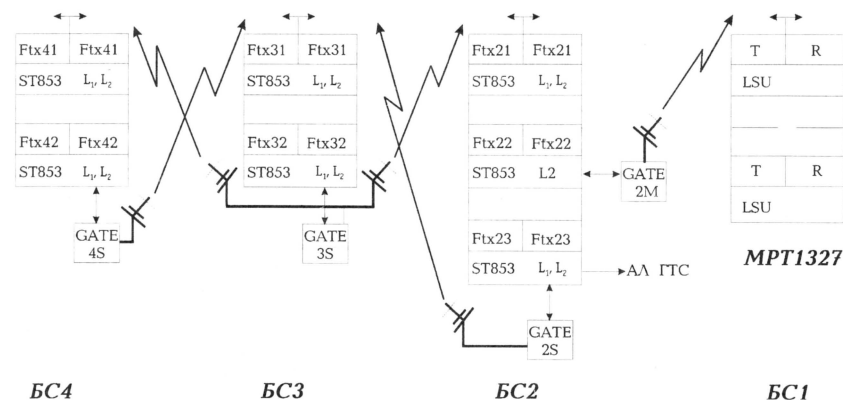 Ftx41 Ftx41 Ftx31 Ftx31 Ftx21 Ftx21 T R
ST853 L₁, L₂ ST853 L₁, L₂ ST853 L₁, L₂ LSU
Ftx42 Ftx42 Ftx32 Ftx32 Ftx22 Ftx22
ST853 L₁, L₂ ST853 L₁, L₂ ST853 L2 GATE 2M T R
LSU
GATE 4S GATE 3S Ftx23 Ftx23
MPT1327
ST853 L₁, L₂ АЛ ГТС
GATE 2S
БС4 БС3 БС2 БС1